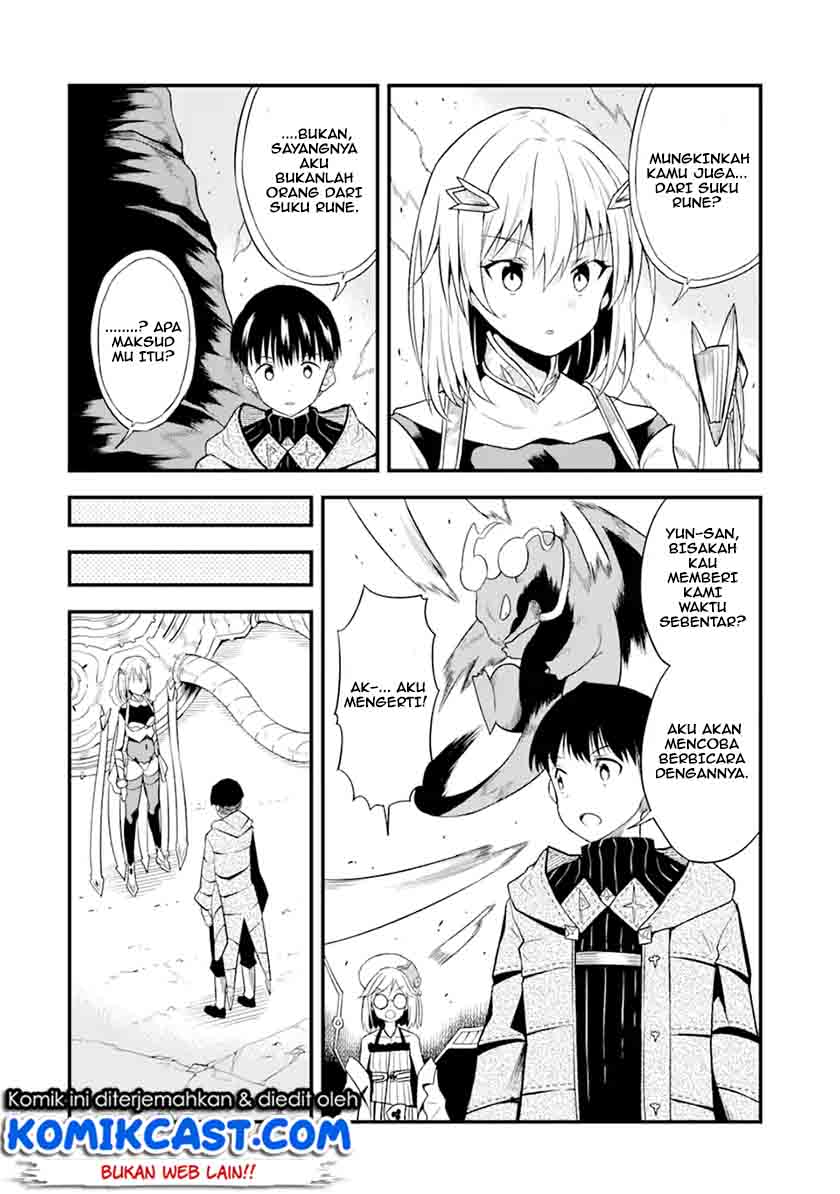 MUNGKINKAH
KAMU JUGA...
DARI SUKU
RUNE?
....BUKAN,
SAYANGNYA
AKU
BUKANLAH
ORANG DARI
SUKU RUNE.
........? APA
MAKSUD
MU ITU?
YUN-SAN,
BISAKAH
KAU
MEMBERI
KAMI
WAKTU
SEBENTAR?
AK-... AKU
MENGERTI!
AKU AKAN
MENCOBA
BERBICARA
DENGANNYA.
Komik ini diterjemahkan & diedit oleh
KOMIKCAST.COM
BUKAN WEB LAIN!!